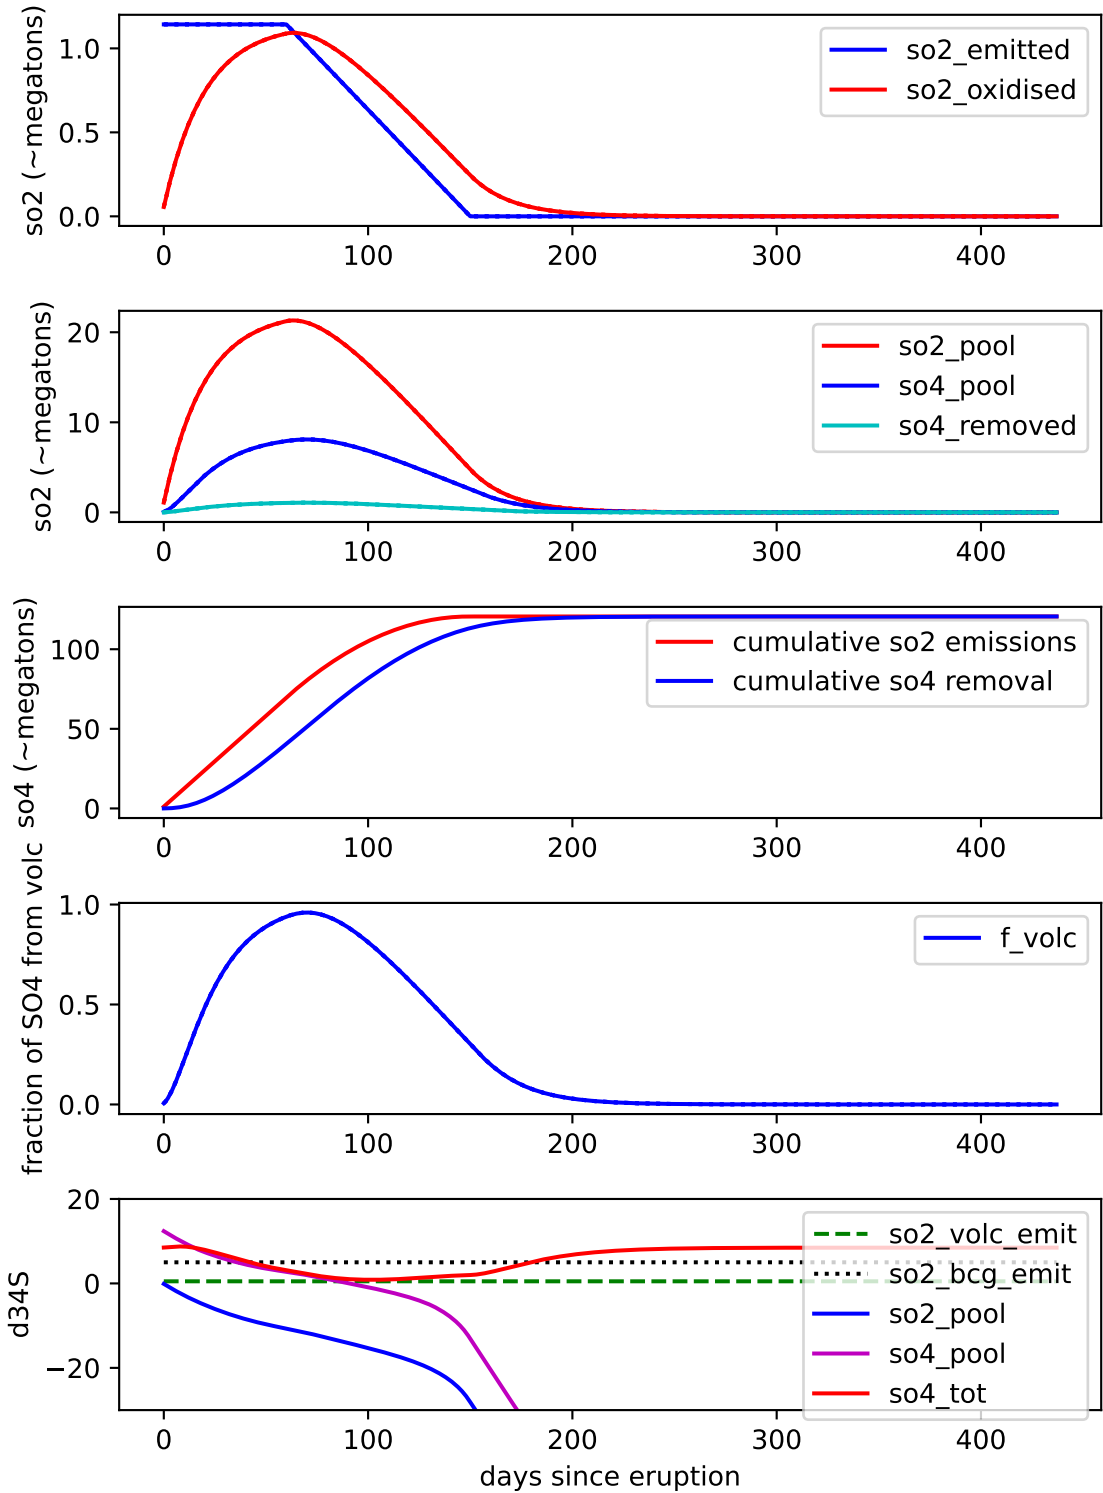 so2 (~megatons)
1.0
0.5
0.0
so2_emitted
so2_oxidised
0 100 200 300 400
so2 (~megatons)
20
10
0
so2_pool
so4_pool
so4_removed
0 100 200 300 400
so4 (~megatons)
100
50
0
cumulative so2 emissions
cumulative so4 removal
0 100 200 300 400
fraction of SO4 from volc
1.0
0.5
0.0
f_volc
0 100 200 300 400
d34S
20
0
−20
so2_volc_emit
so2_bcg_emit
so2_pool
so4_pool
so4_tot
0 100 200 300 400
days since eruption